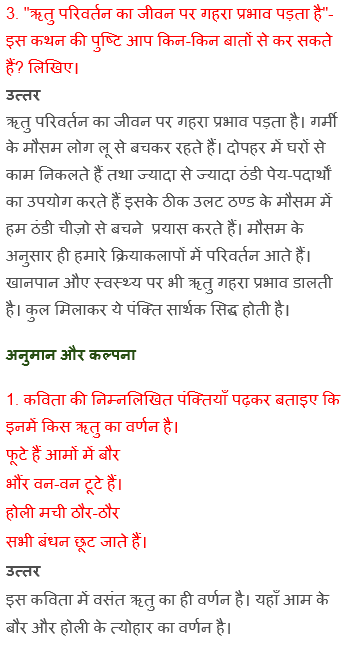 3. "ऋतु परिवर्तन का जीवन पर गहरा प्रभाव पड़ता है"-
इस कथन की पुष्टि आप किन-किन बातों से कर सकते
हैं? लिखिए।
उत्तर
ऋतु परिवर्तन का जीवन पर गहरा प्रभाव पड़ता है। गर्मी
के मौसम लोग लू से बचकर रहते हैं। दोपहर में घरों से
काम निकलते हैं तथा ज्यादा से ज्यादा ठंडी पेय-पदार्थों
का उपयोग करते हैं इसके ठीक उलट ठण्ड के मौसम में
हम ठंडी चीज़ो से बचने प्रयास करते हैं। मौसम के
अनुसार ही हमारे क्रियाकलापों में परिवर्तन आते हैं।
खानपान औए स्वस्थ्य पर भी ऋतु गहरा प्रभाव डालती
है। कुल मिलाकर ये पंक्ति सार्थक सिद्ध होती है।
अनुमान और कल्पना
1. कविता की निम्नलिखित पंक्तियाँ पढ़कर बताइए कि
इनमें किस ऋतु का वर्णन है।
फूटे हैं आमों में बौर
भौंर वन-वन टूटे हैं।
होली मची ठौर-ठौर
सभी बंधन छूट जाते हैं।
उत्तर
इस कविता में वसंत ऋतु का ही वर्णन है। यहाँ आम के
बौर और होली के त्योहार का वर्णन है।